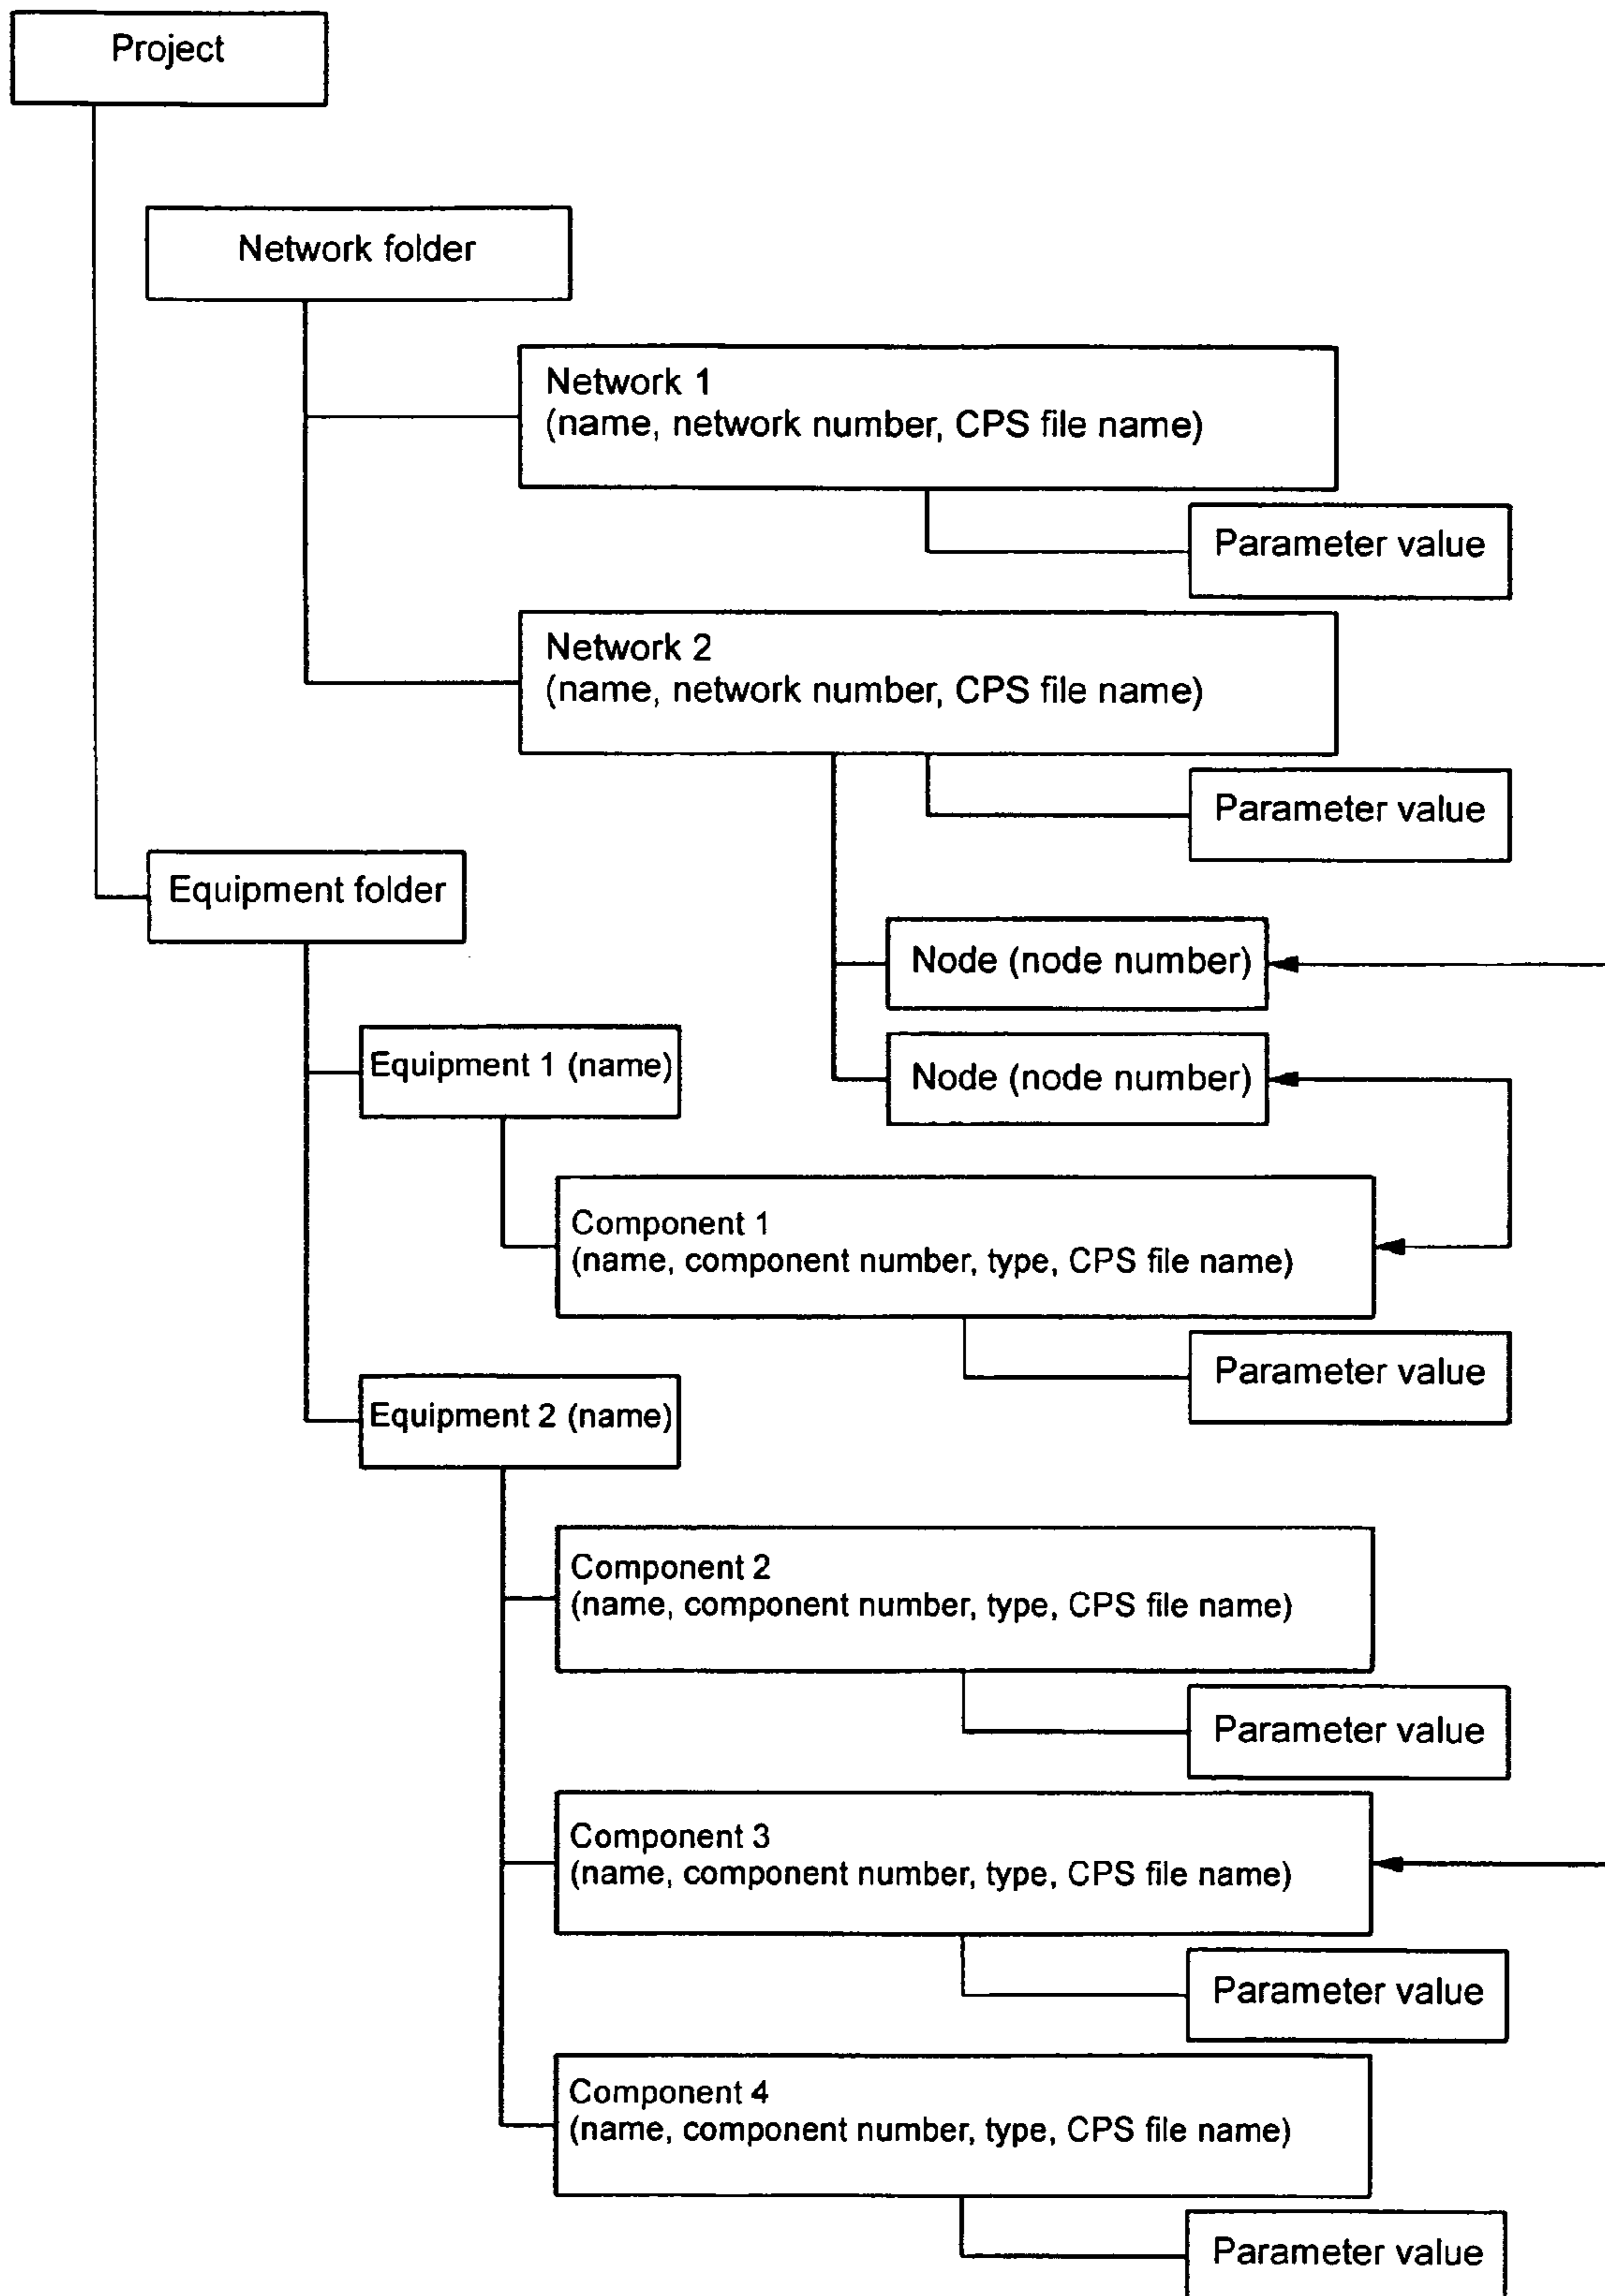 Project
Network folder
Network 1
(name, network number, CPS file name)
Parameter value
Network 2
(name, network number, CPS file name)
Parameter value
Equipment folder
Node (node number)
Equipment 1 (name)
Node (node number)
Component 1
(name, component number, type, CPS file name)
Parameter value
Equipment 2 (name)
Component 2
(name, component number, type, CPS file name)
Parameter value
Component 3
(name, component number, type, CPS file name)
Parameter value
Component 4
(name, component number, type, CPS file name)
Parameter value